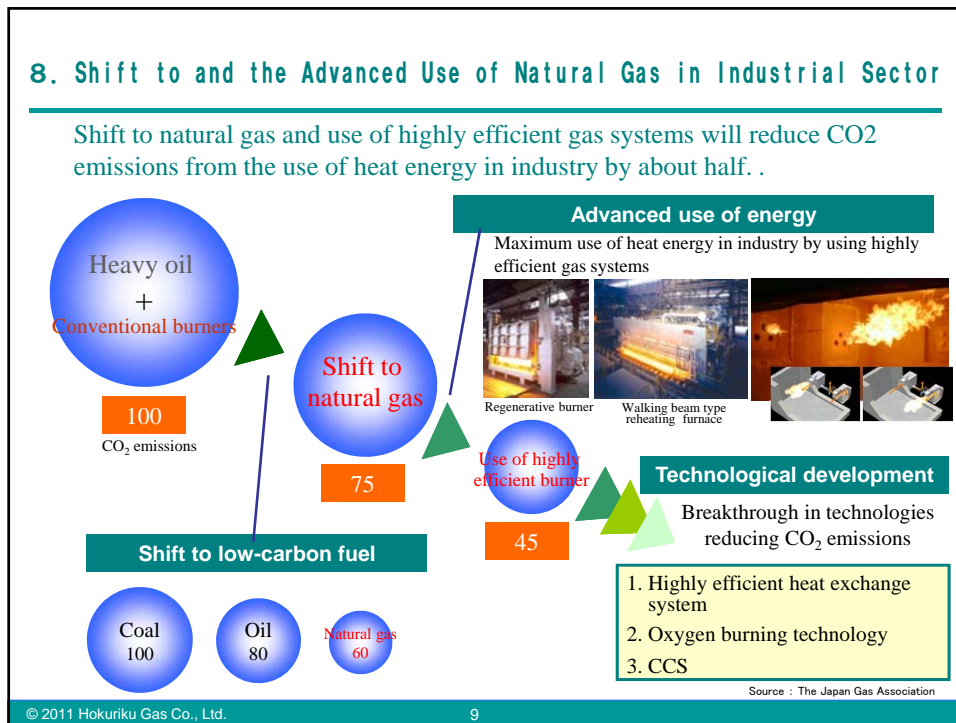 8. Shift to and the Advanced Use of Natural Gas in Industrial Sector
Shift to natural gas and use of highly efficient gas systems will reduce CO2
emissions from the use of heat energy in industry by about half. .
Advanced use of energy
Maximum use of heat energy in industry by using highly
efficient gas systems
Heavy oil
+
Conventional burners
100
CO₂ emissions
Shift to
natural gas
75
Regenerative burner
Walking beam type
reheating furnace
Use of highly
efficient burner
45
Technological development
Breakthrough in technologies
reducing CO₂ emissions
1. Highly efficient heat exchange
system
2. Oxygen burning technology
3. CCS
Shift to low-carbon fuel
Coal
100
Oil
80
Natural gas
60
Source : The Japan Gas Association
© 2011 Hokuriku Gas Co., Ltd.
9